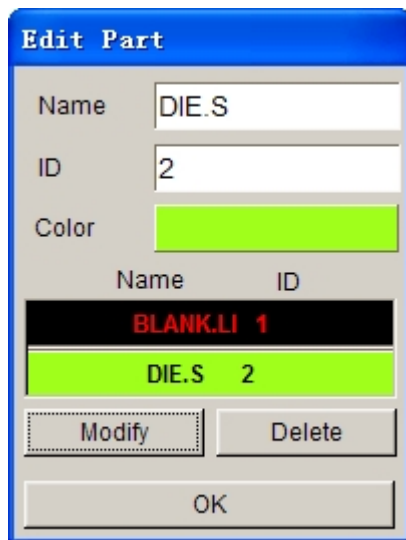 Edit Part
Name DIE.S
ID 2
Color
Name ID
BLANK.LI 1
DIE.S 2
Modify Delete
OK